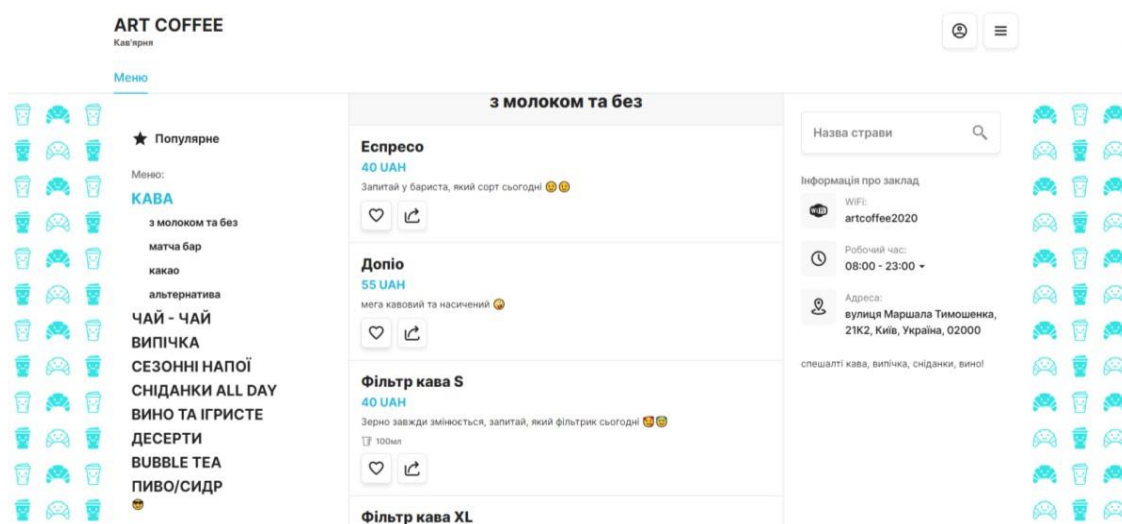 ART COFFEE
Кав'ярня
Меню
Популярне
Меню:
КАВА
з молоком та без
матча бар
какао
альтернатива
ЧАЙ - ЧАЙ
ВИПІЧКА
СЕЗОННІ НАПОЇ
СНІДАНКИ ALL DAY
ВИНО ТА ІГРИСТЕ
ДЕСЕРТИ
BUBBLE TEA
ПИВО/СИДР
з молоком та без
Еспресо
40 UAH
Запитай у бариста, який сорт сьогодні
Допіо
55 UAH
мега кавовий та насичений
Фільтр кава S
40 UAH
Зерно завжди змінюється, запитай, який фільтрик сьогодні
100мл
Фільтр кава XL
Назва страви
Інформація про заклад
WiFi:
artcoffee2020
Робочий час:
08:00 - 23:00
Адреса:
вулиця Маршала Тимошенка,
21К2, Київ, Україна, 02000
спешалті кава, випічка, сніданки, вино!